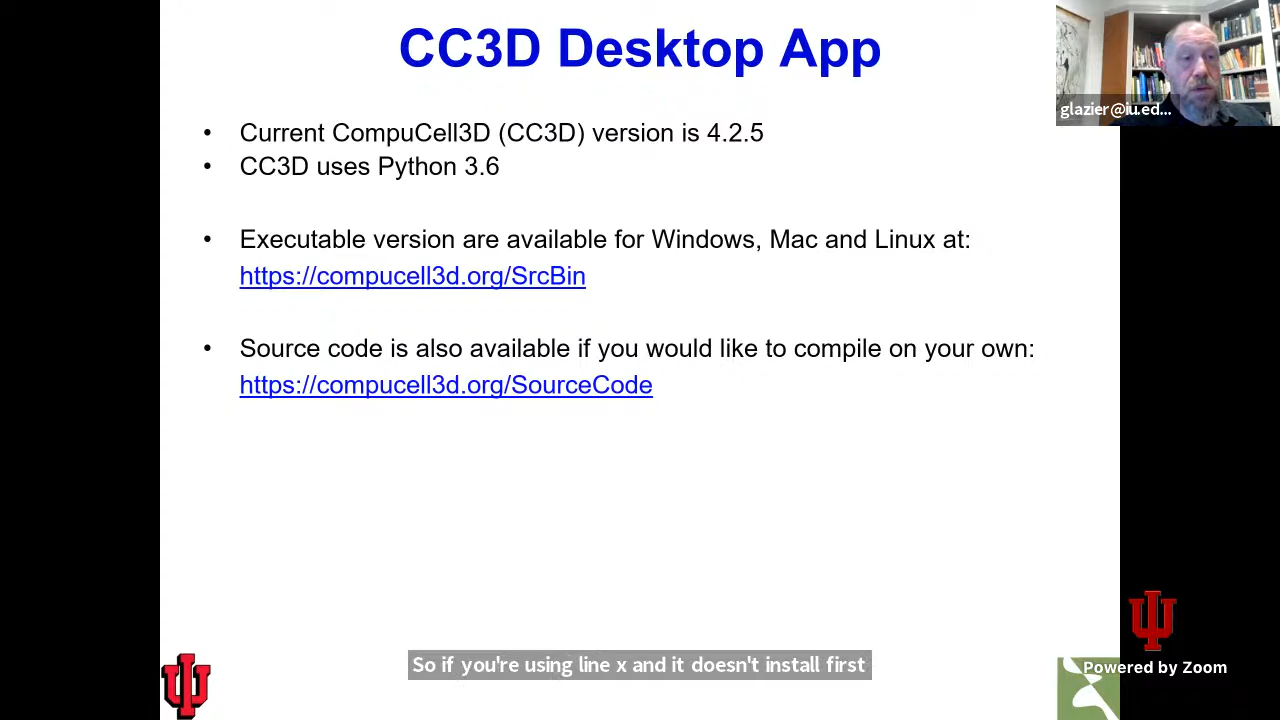 CC3D Desktop App
glazier@iu.ed...
• Current CompuCell3D (CC3D) version is 4.2.5
• CC3D uses Python 3.6
• Executable version are available for Windows, Mac and Linux at:
https://compucell3d.org/SrcBin
• Source code is also available if you would like to compile on your own:
https://compucell3d.org/SourceCode
So if you're using line x and it doesn't install first
Powered by Zoom